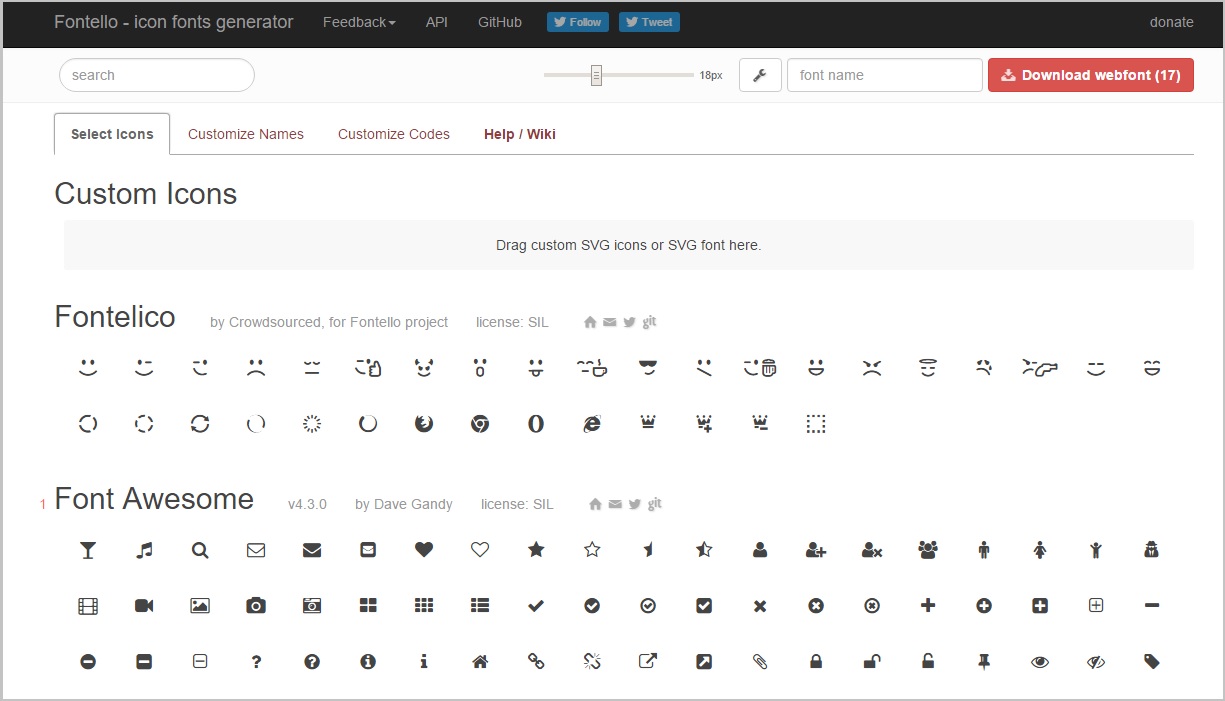 Fontello - icon fonts generator Feedback API GitHub Follow Tweet donate
search 18px font name Download webfont (17)
Select Icons Customize Names Customize Codes Help / Wiki
Custom Icons
Drag custom SVG icons or SVG font here.
Fontelico by Crowdsourced, for Fontello project license: SIL git
1 Font Awesome v4.3.0 by Dave Gandy license: SIL git